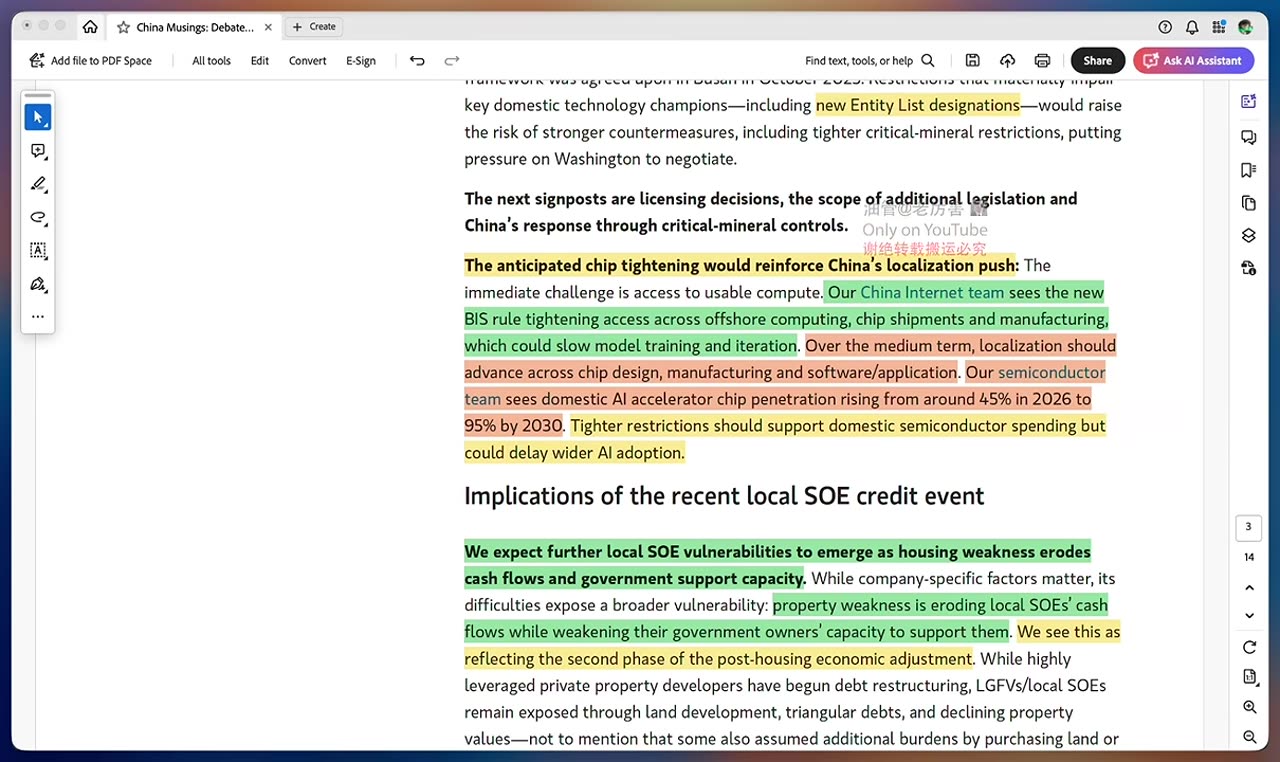 China Musings: Debate...
Create
Add file to PDF Space
All tools
Edit
Convert
E-Sign
Find text, tools, or help
Share
Ask AI Assistant
framework was agreed upon in Busan in October 2025. Restrictions that materially impair
key domestic technology champions—including new Entity List designations—would raise
the risk of stronger countermeasures, including tighter critical-mineral restrictions, putting
pressure on Washington to negotiate.
The next signposts are licensing decisions, the scope of additional legislation and
China's response through critical-mineral controls.
油管@老厉害
Only on YouTube
谢绝转载搬运必究
The anticipated chip tightening would reinforce China's localization push: The
immediate challenge is access to usable compute. Our China Internet team sees the new
BIS rule tightening access across offshore computing, chip shipments and manufacturing,
which could slow model training and iteration. Over the medium term, localization should
advance across chip design, manufacturing and software/application. Our semiconductor
team sees domestic AI accelerator chip penetration rising from around 45% in 2026 to
95% by 2030. Tighter restrictions should support domestic semiconductor spending but
could delay wider AI adoption.
Implications of the recent local SOE credit event
We expect further local SOE vulnerabilities to emerge as housing weakness erodes
cash flows and government support capacity. While company-specific factors matter, its
difficulties expose a broader vulnerability: property weakness is eroding local SOEs' cash
flows while weakening their government owners' capacity to support them. We see this as
reflecting the second phase of the post-housing economic adjustment. While highly
leveraged private property developers have begun debt restructuring, LGFVs/local SOEs
remain exposed through land development, triangular debts, and declining property
values—not to mention that some also assumed additional burdens by purchasing land or
3
14